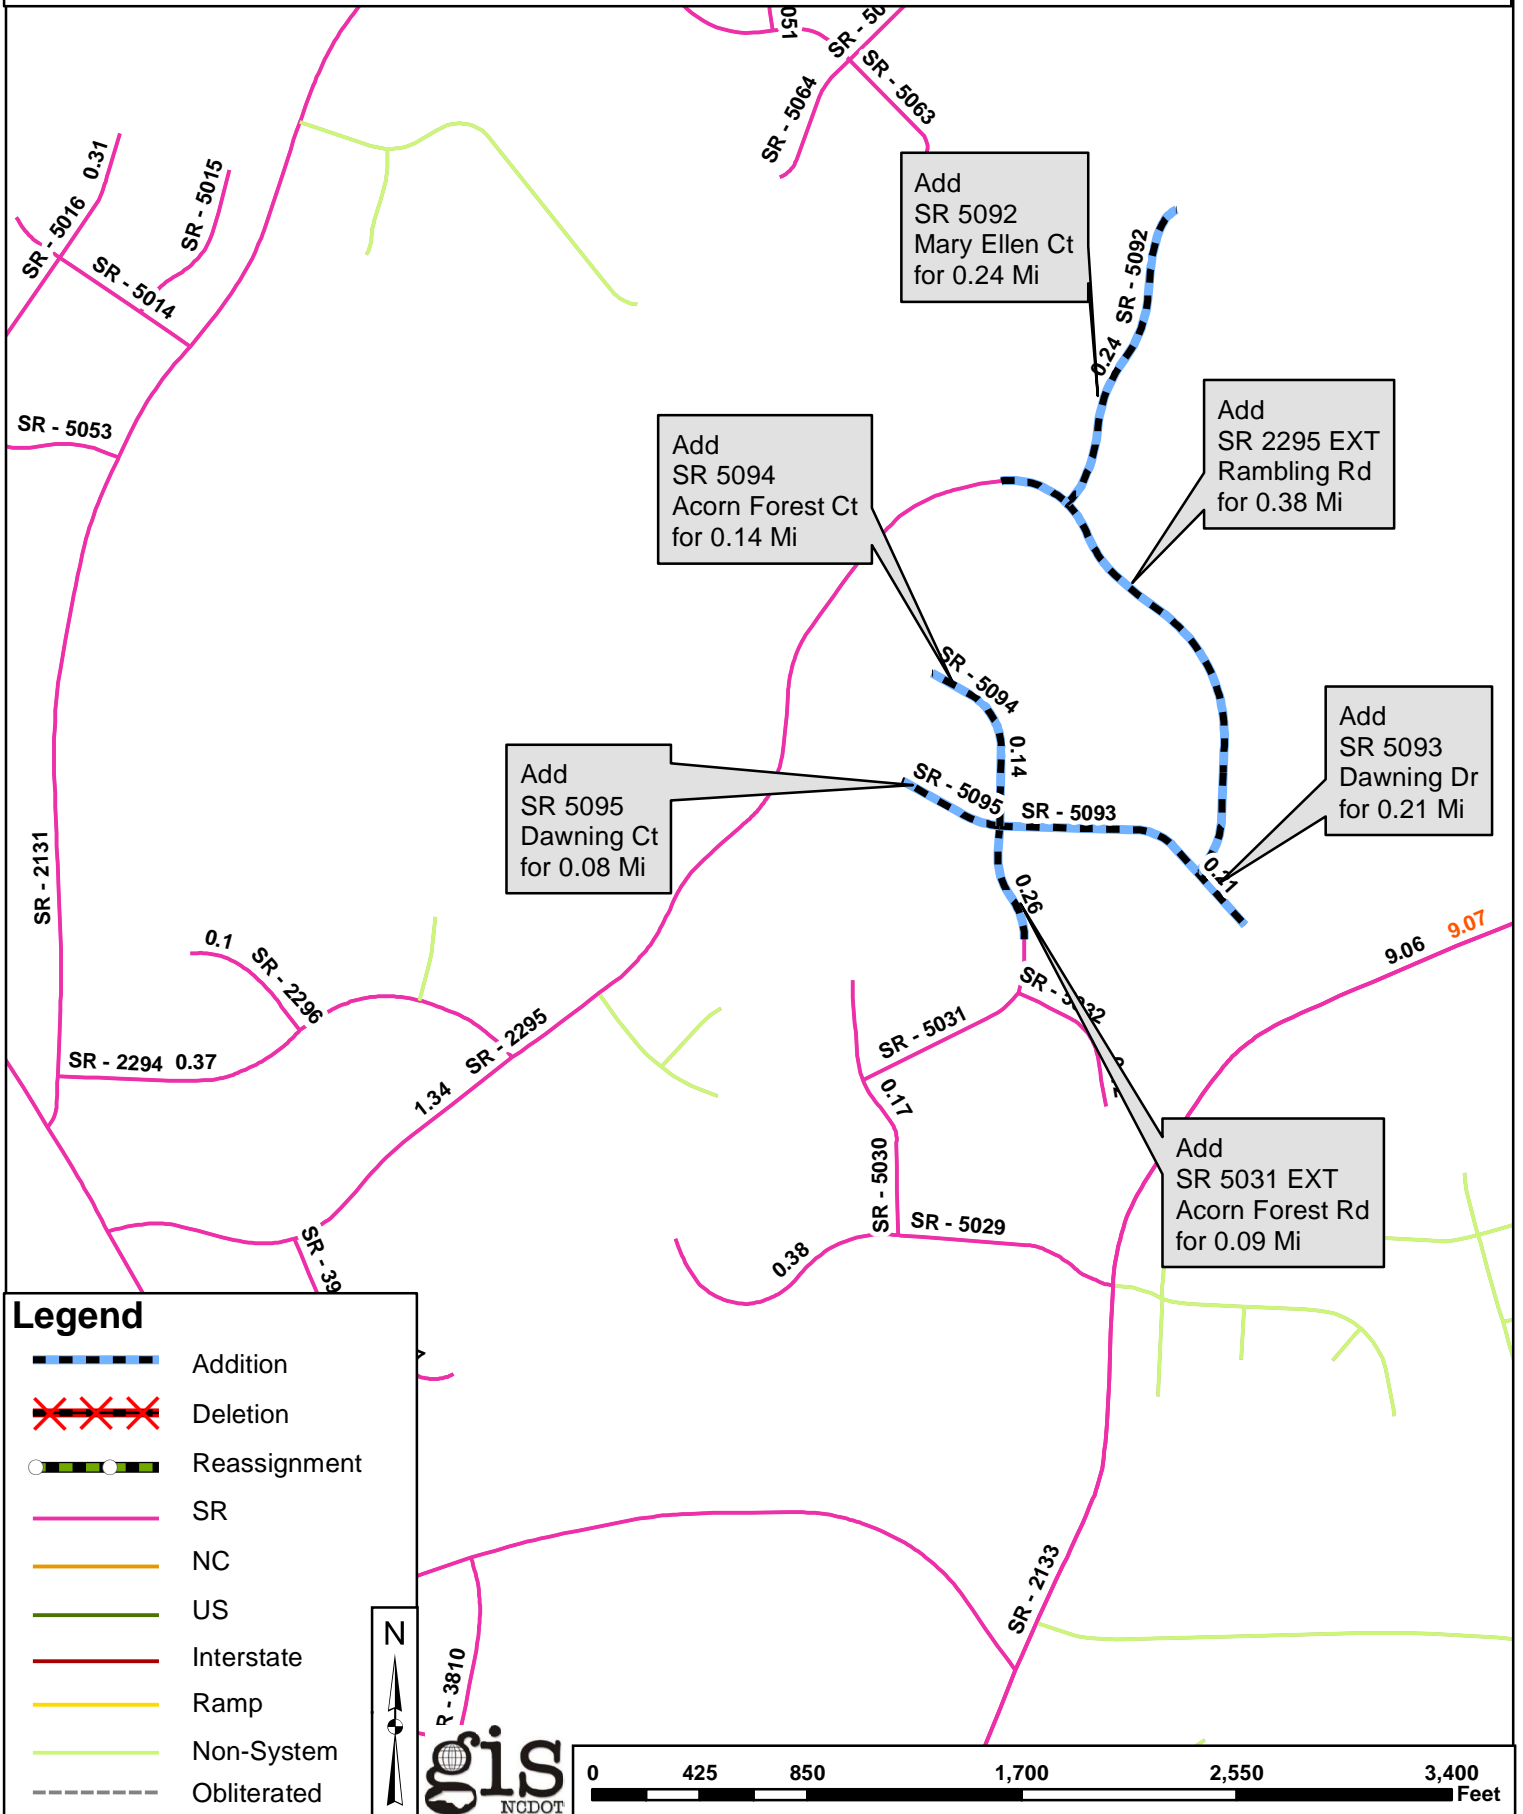 051
SR - 50
SR - 5063
SR - 5064
0.31
SR - 5016
SR - 5015
SR - 5014
SR - 5053
Add
SR 5092
Mary Ellen Ct
for 0.24 Mi
SR - 5092
0.24
Add
SR 2295 EXT
Rambling Rd
for 0.38 Mi
Add
SR 5094
Acorn Forest Ct
for 0.14 Mi
SR - 5094
0.14
Add
SR 5093
Dawning Dr
for 0.21 Mi
Add
SR 5095
Dawning Ct
for 0.08 Mi
SR - 5095
SR - 5093
0.21
0.26
SR - 2131
9.06
9.07
0.1
SR - 2296
SR - 2294
0.37
SR - 2295
1.34
SR - 5031
0.17
SR - 5030
SR - 5029
0.38
Add
SR 5031 EXT
Acorn Forest Rd
for 0.09 Mi
SR - 39
SR - 2133
R - 3810
Legend
Addition
Deletion
Reassignment
SR
NC
US
Interstate
Ramp
Non-System
Obliterated
N
gis
NCDOT
0 425 850 1,700 2,550 3,400
Feet